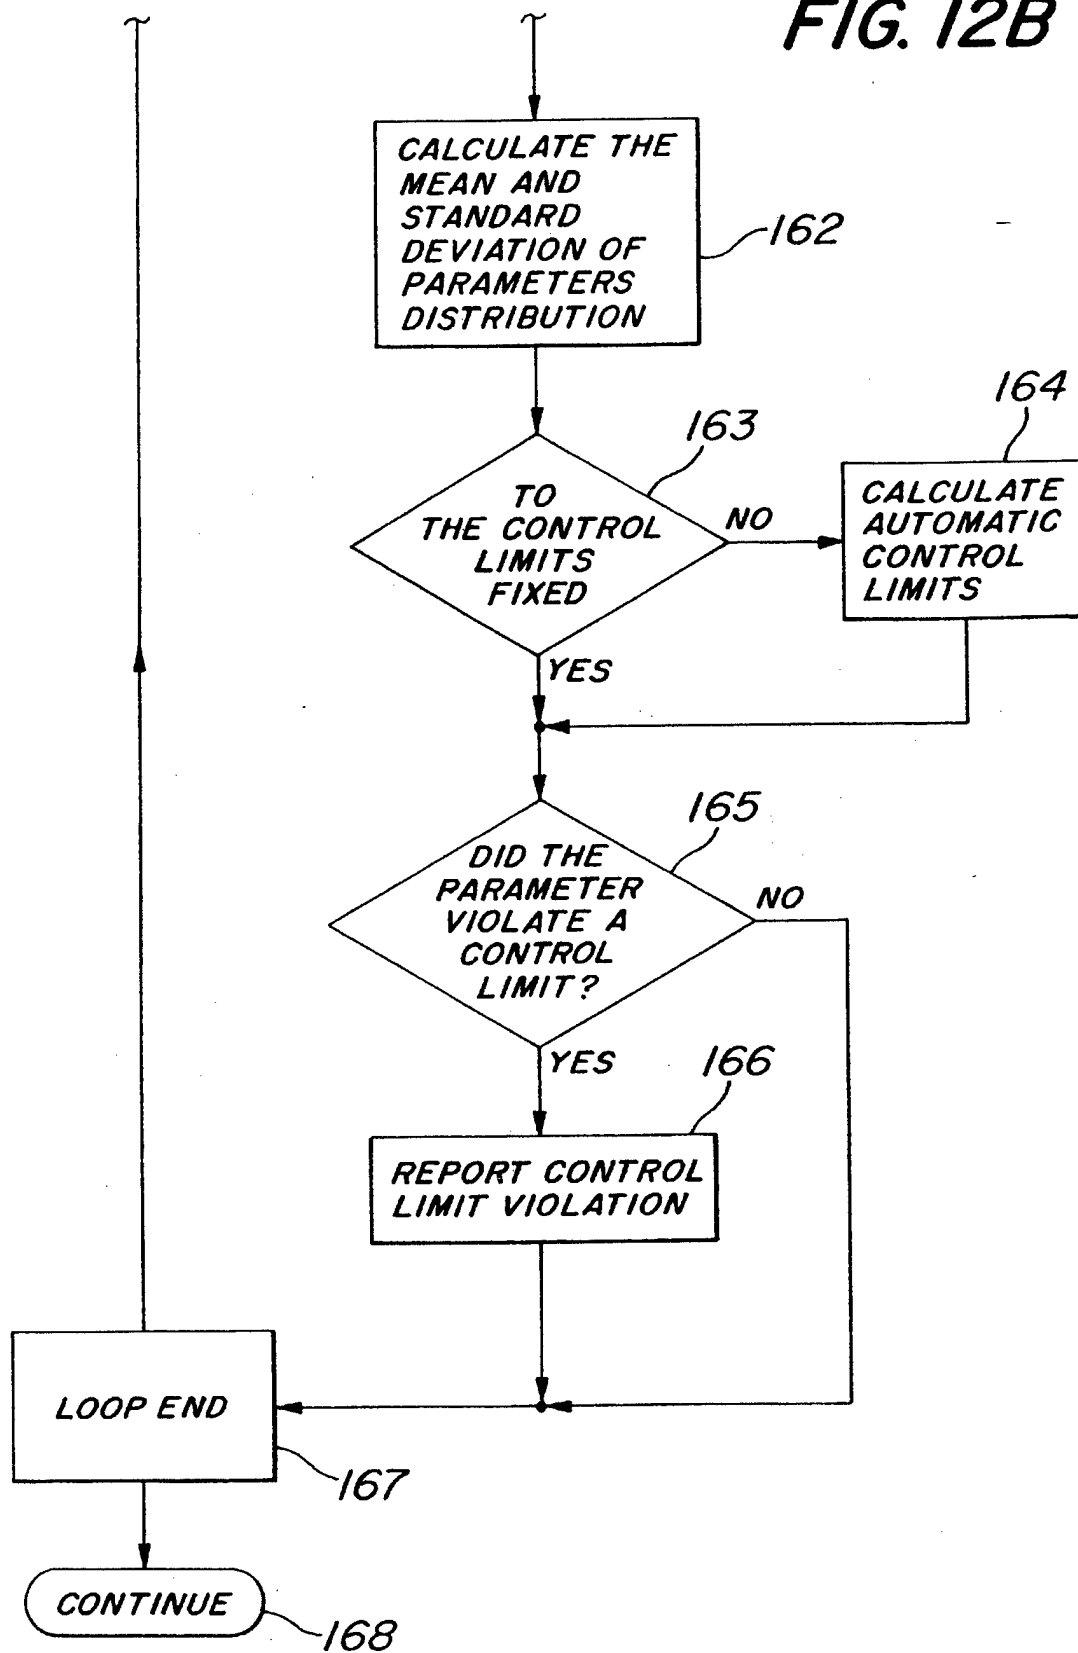 FIG. 12B
CALCULATE THE
MEAN AND
STANDARD
DEVIATION OF
PARAMETERS
DISTRIBUTION
162
163
164
TO
THE CONTROL
LIMITS
FIXED
NO
CALCULATE
AUTOMATIC
CONTROL
LIMITS
YES
165
DID THE
PARAMETER
VIOLATE A
CONTROL
LIMIT?
NO
YES
166
REPORT CONTROL
LIMIT VIOLATION
LOOP END
167
CONTINUE
168